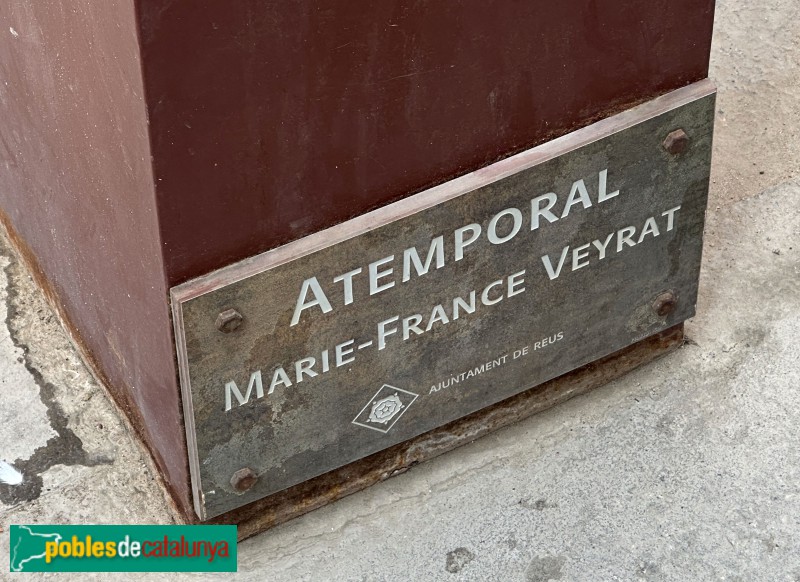 ATEMPORAL
MARIE-FRANCE VEYRAT
AJUNTAMENT DE REUS
poblesdecatalunya